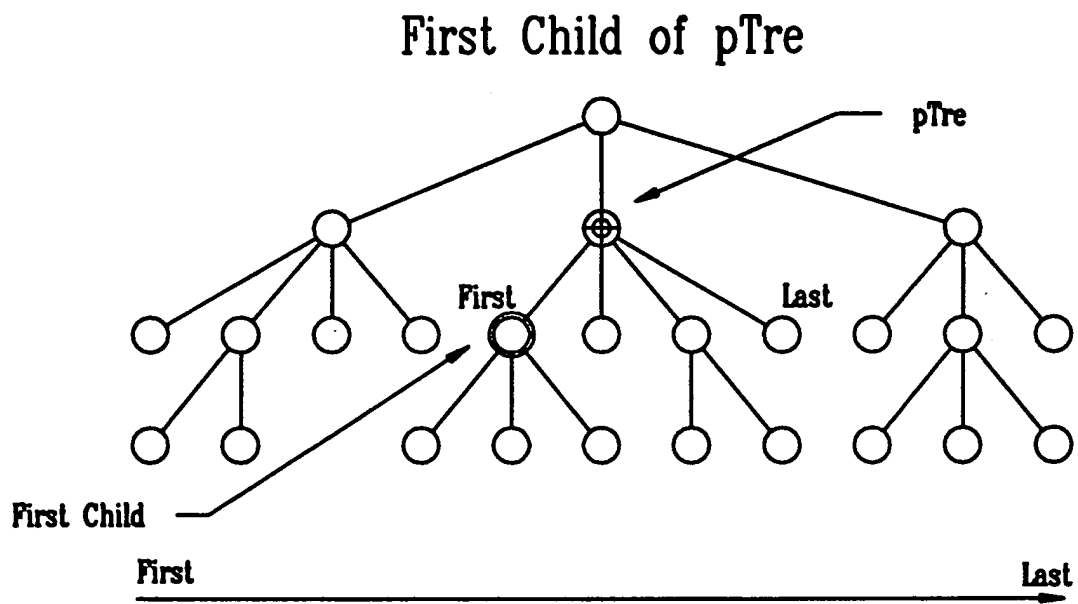 First Child of pTre
pTre
First
Last
First Child
First
Last